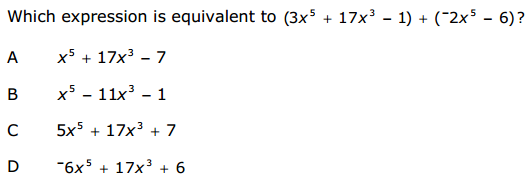 Which expression is equivalent to (3x⁵ + 17x³ − 1) + (⁻2x⁵ − 6)?
A x⁵ + 17x³ − 7
B x⁵ − 11x³ − 1
C 5x⁵ + 17x³ + 7
D ⁻6x⁵ + 17x³ + 6